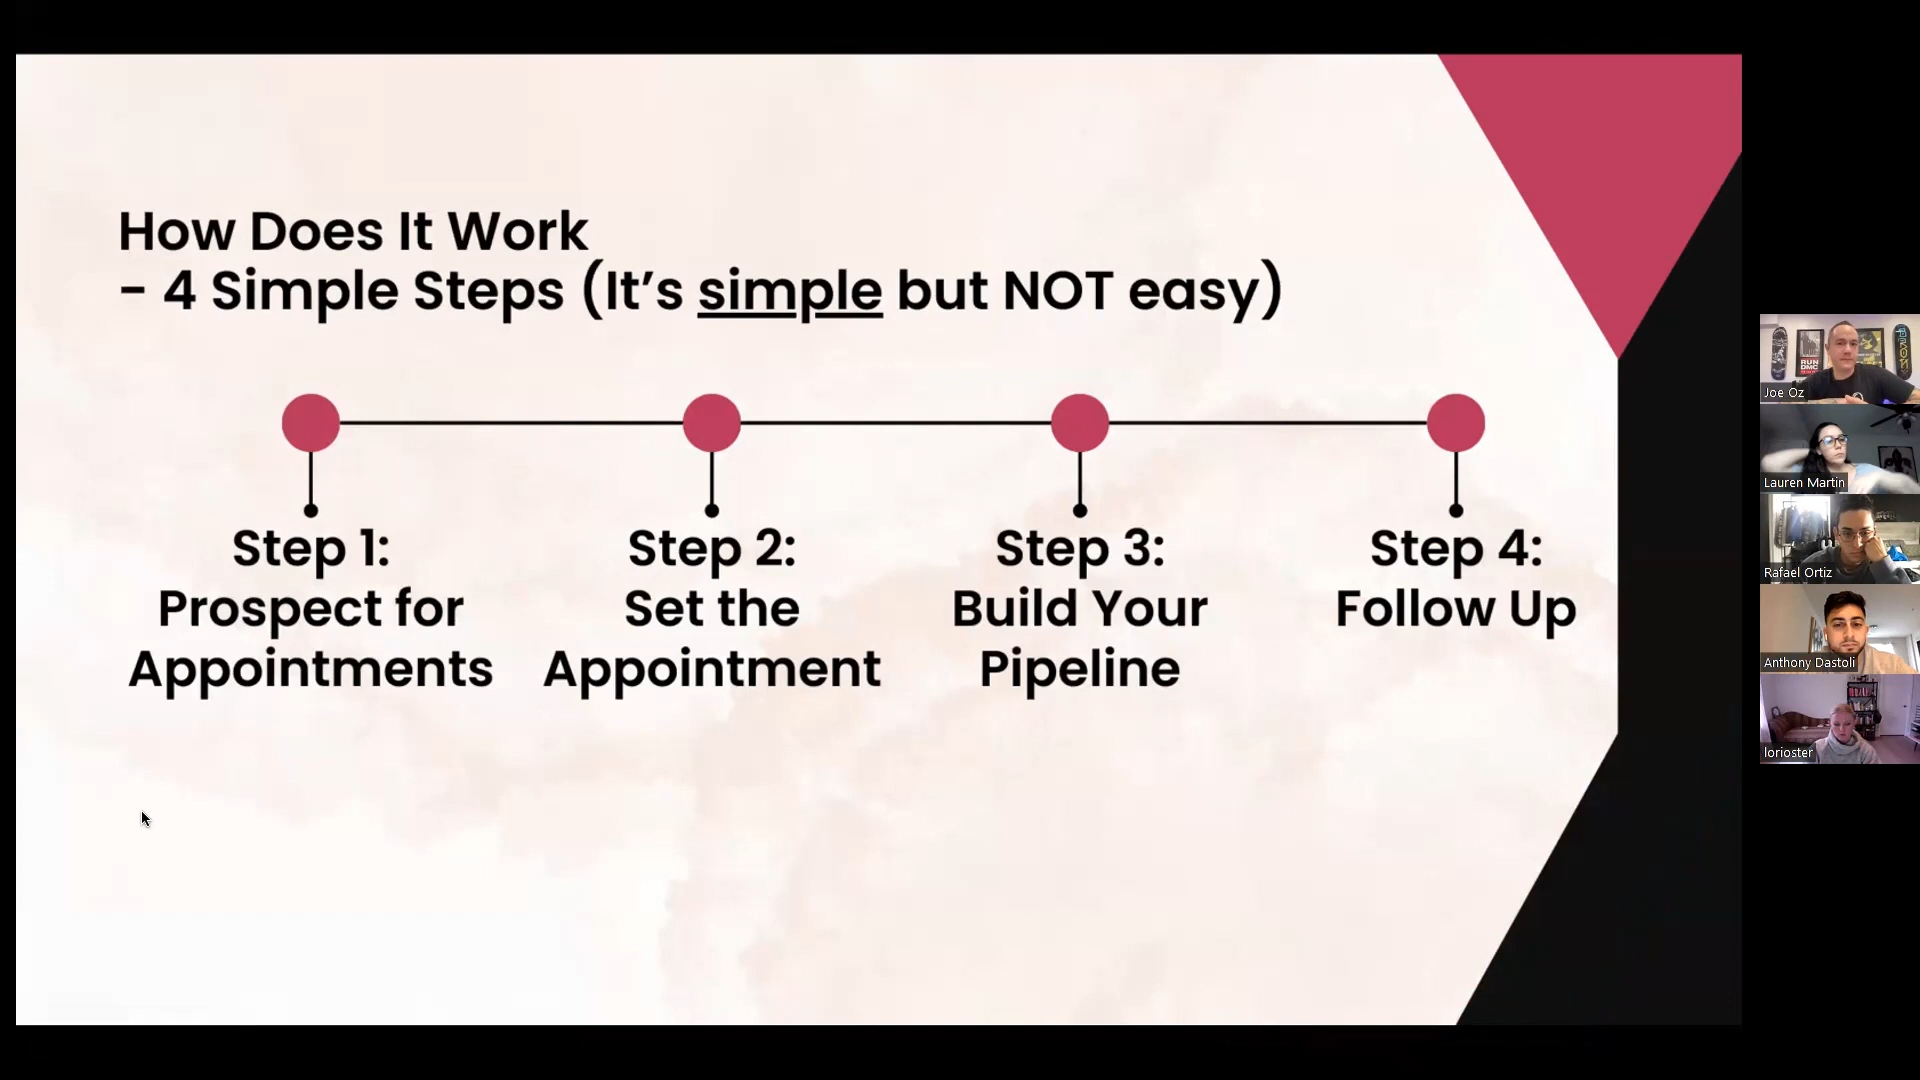 How Does It Work
- 4 Simple Steps (It's simple but NOT easy)
Step 1:
Prospect for
Appointments
Step 2:
Set the
Appointment
Step 3:
Build Your
Pipeline
Step 4:
Follow Up
RUN
DMC
Joe Oz
Lauren Martin
Rafael Ortiz
Anthony Dastoli
lorioster